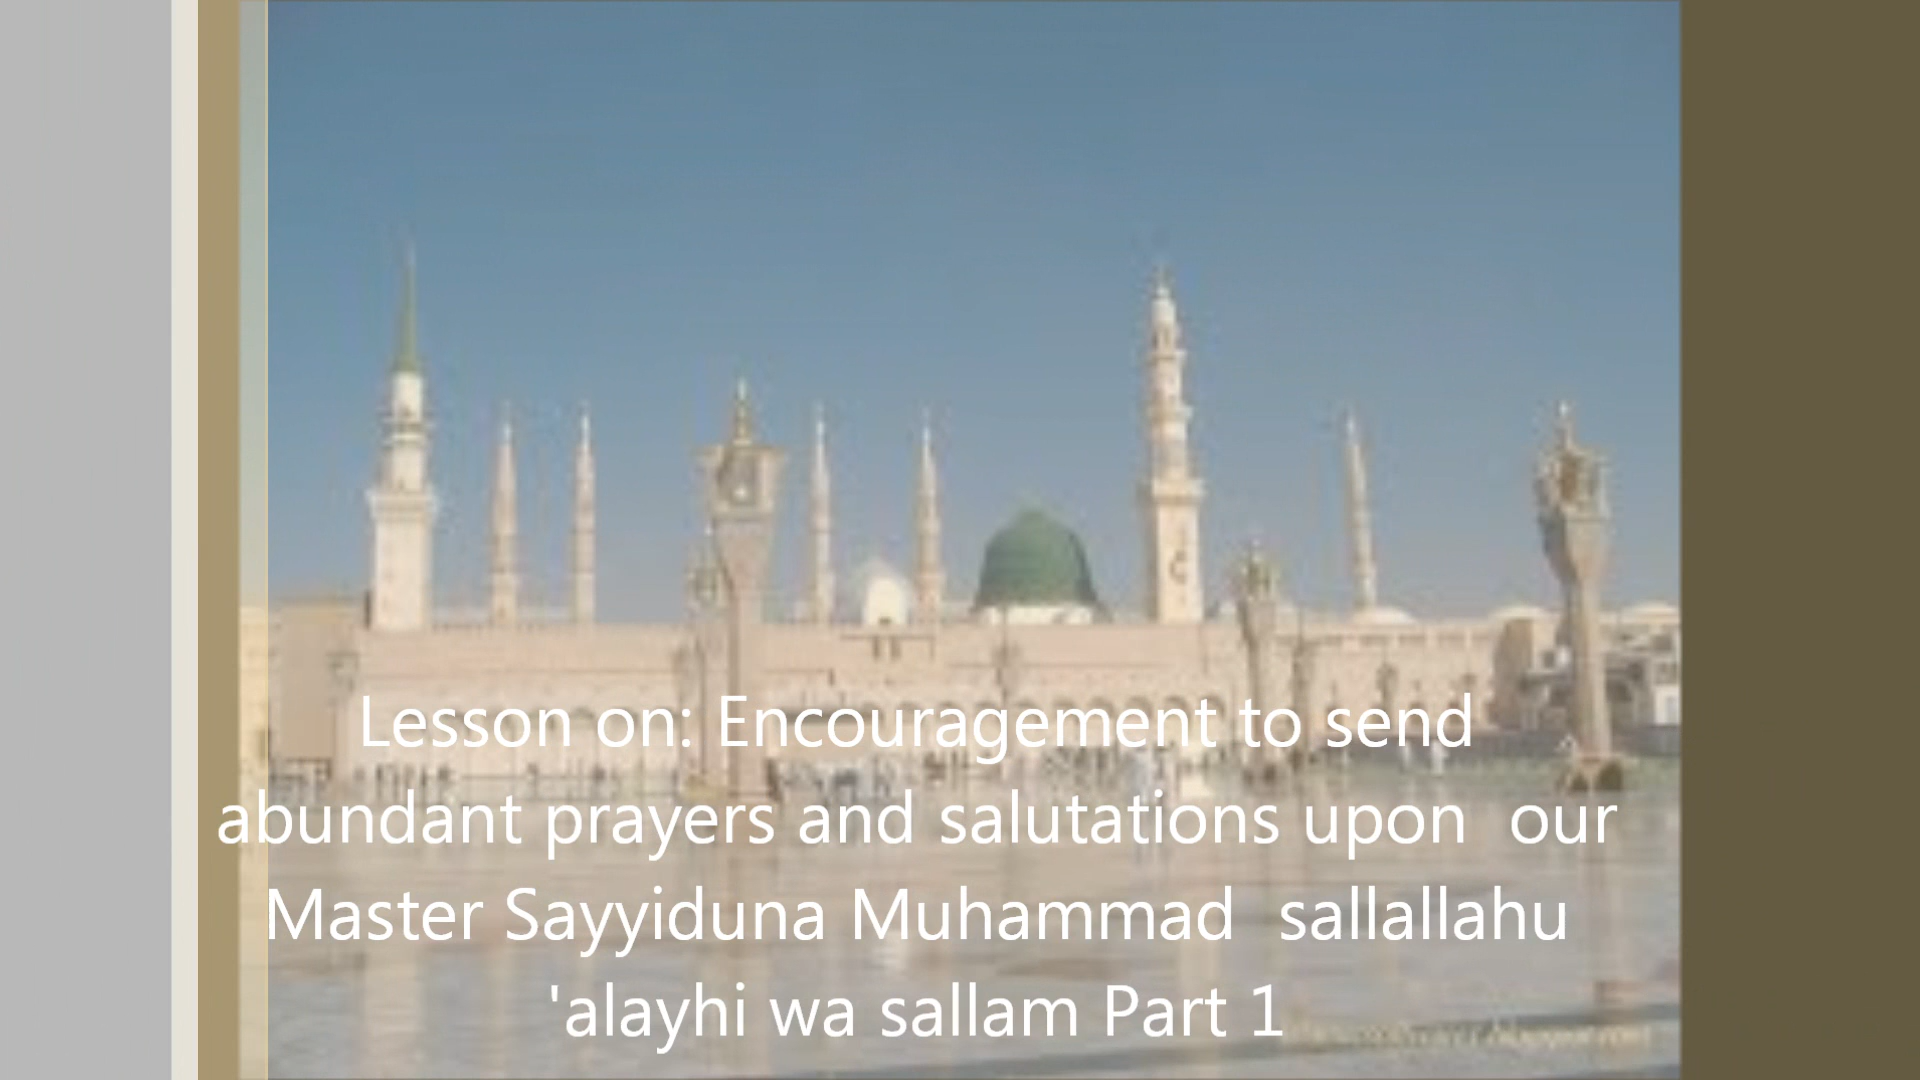 Lesson on: Encouragement to send
abundant prayers and salutations upon  our
Master Sayyiduna Muhammad  sallallahu
'alayhi wa sallam Part 1